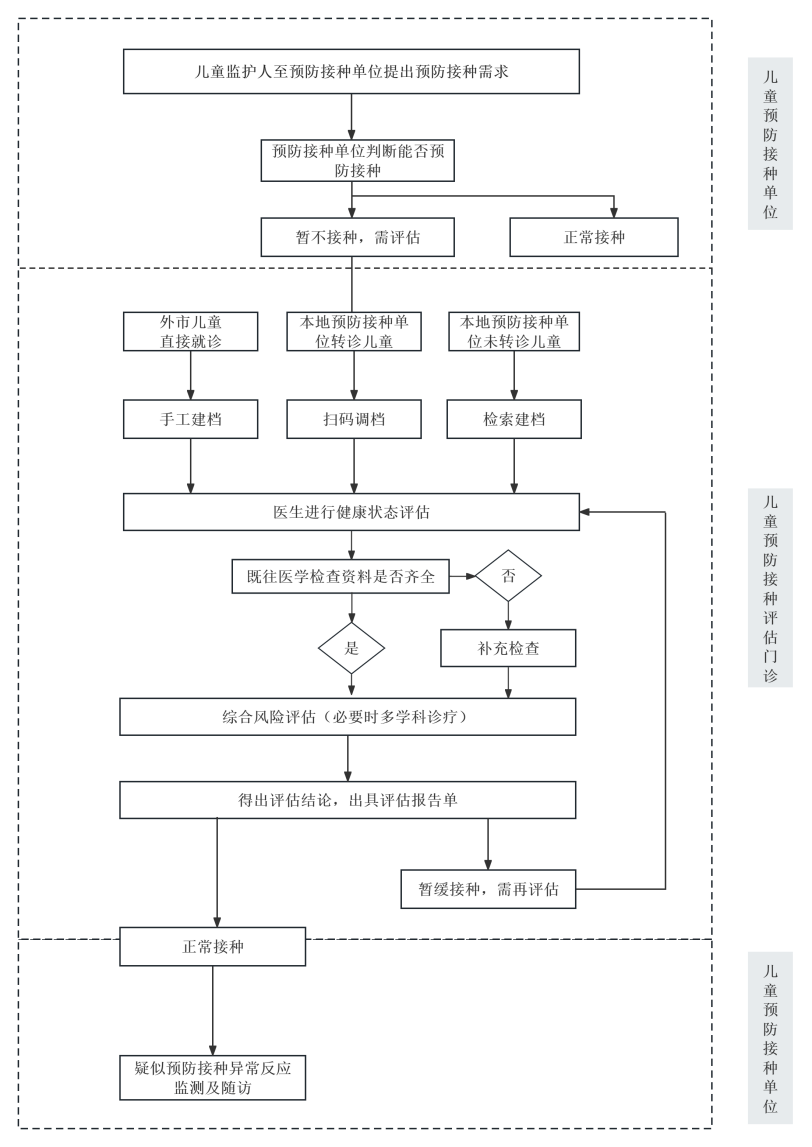 儿童监护人至预防接种单位提出预防接种需求
预防接种单位判断能否预
防接种
暂不接种，需评估
正常接种
儿童预防接种单位
外市儿童
直接就诊
本地预防接种单
位转诊儿童
本地预防接种单
位未转诊儿童
手工建档
扫码调档
检索建档
医生进行健康状态评估
既往医学检查资料是否齐全
否
是
补充检查
综合风险评估（必要时多学科诊疗）
得出评估结论，出具评估报告单
暂缓接种，需再评估
儿童预防接种评估门诊
正常接种
疑似预防接种异常反应
监测及随访
儿童预防接种单位